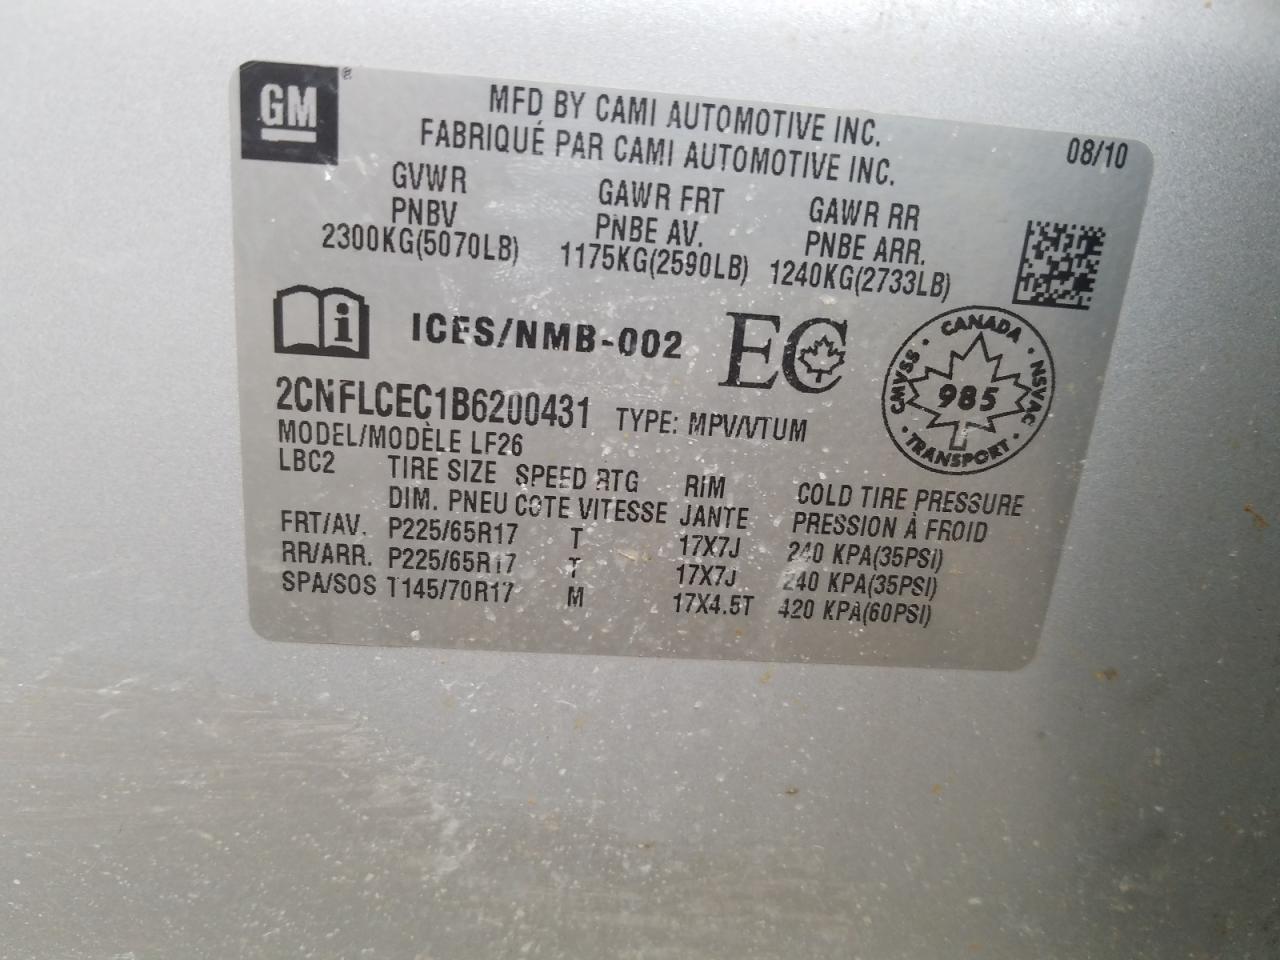 GM
®
MFD BY CAMI AUTOMOTIVE INC.
FABRIQUÉ PAR CAMI AUTOMOTIVE INC.
08/10
GVWR GAWR FRT GAWR RR
PNBV PNBE AV. PNBE ARR.
2300KG(5070LB) 1175KG(2590LB) 1240KG(2733LB)
i ICES/NMB-002 EC
CANADA
CMVSS 985 NSVAC
TRANSPORT
2CNFLCEC1B6200431 TYPE: MPV/VTUM
MODEL/MODÈLE LF26
LBC2 TIRE SIZE SPEED RTG RIM COLD TIRE PRESSURE
DIM. PNEU COTE VITESSE JANTE PRESSION À FROID
FRT/AV. P225/65R17 T 17X7J 240 KPA(35PSI)
RR/ARR. P225/65R17 T 17X7J 240 KPA(35PSI)
SPA/SOS T145/70R17 M 17X4.5T 420 KPA(60PSI)